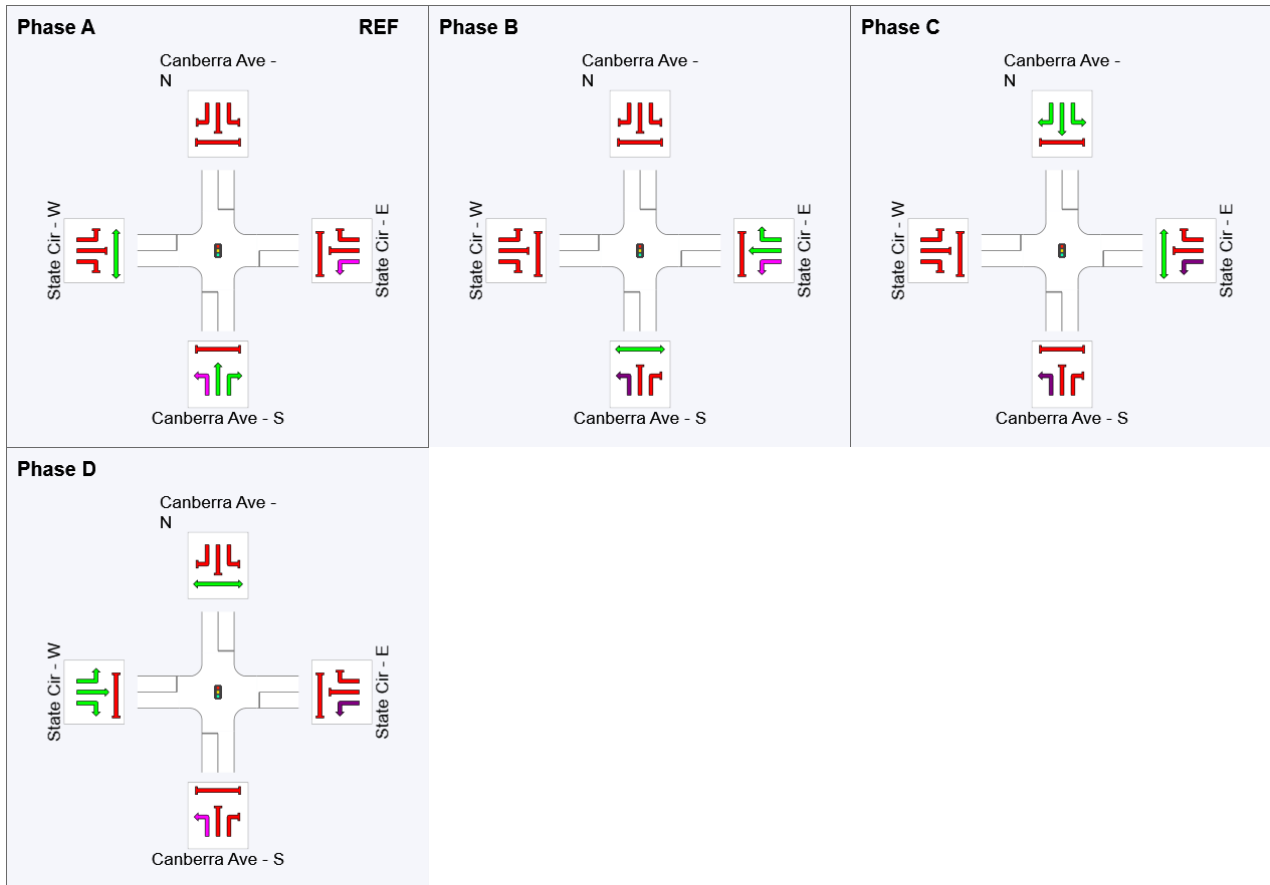 Phase A
REF
Canberra Ave -
N
State Cir - W
State Cir - E
Canberra Ave - S
Phase B
Canberra Ave -
N
State Cir - W
State Cir - E
Canberra Ave - S
Phase C
Canberra Ave -
N
State Cir - W
State Cir - E
Canberra Ave - S
Phase D
Canberra Ave -
N
State Cir - W
State Cir - E
Canberra Ave - S